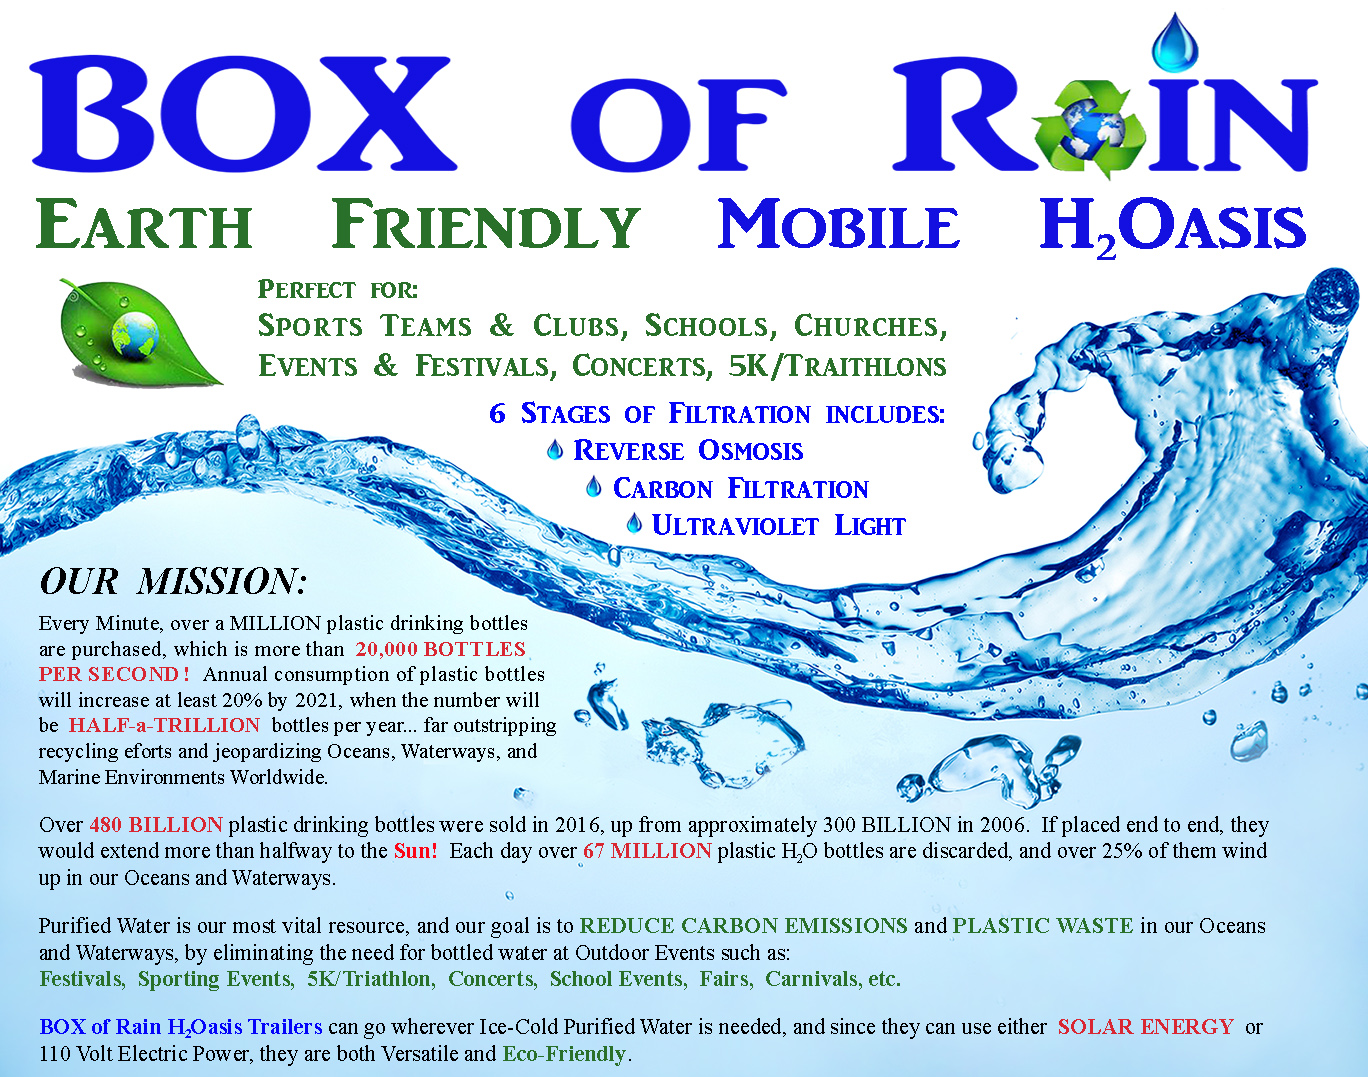 BOX OF RAIN
EARTH FRIENDLY MOBILE H₂OASIS
PERFECT FOR:
SPORTS TEAMS & CLUBS, SCHOOLS, CHURCHES,
EVENTS & FESTIVALS, CONCERTS, 5K/TRAITHLONS
6 STAGES OF FILTRATION INCLUDES:
REVERSE OSMOSIS
CARBON FILTRATION
ULTRAVIOLET LIGHT
OUR MISSION:
Every Minute, over a MILLION plastic drinking bottles
are purchased, which is more than 20,000 BOTTLES
PER SECOND! Annual consumption of plastic bottles
will increase at least 20% by 2021, when the number will
be HALF-a-TRILLION bottles per year... far outstripping
recycling eforts and jeopardizing Oceans, Waterways, and
Marine Environments Worldwide.
Over 480 BILLION plastic drinking bottles were sold in 2016, up from approximately 300 BILLION in 2006. If placed end to end, they
would extend more than halfway to the Sun! Each day over 67 MILLION plastic H₂O bottles are discarded, and over 25% of them wind
up in our Oceans and Waterways.
Purified Water is our most vital resource, and our goal is to REDUCE CARBON EMISSIONS and PLASTIC WASTE in our Oceans
and Waterways, by eliminating the need for bottled water at Outdoor Events such as:
Festivals, Sporting Events, 5K/Triathlon, Concerts, School Events, Fairs, Carnivals, etc.
BOX of Rain H₂Oasis Trailers can go wherever Ice-Cold Purified Water is needed, and since they can use either SOLAR ENERGY or
110 Volt Electric Power, they are both Versatile and Eco-Friendly.